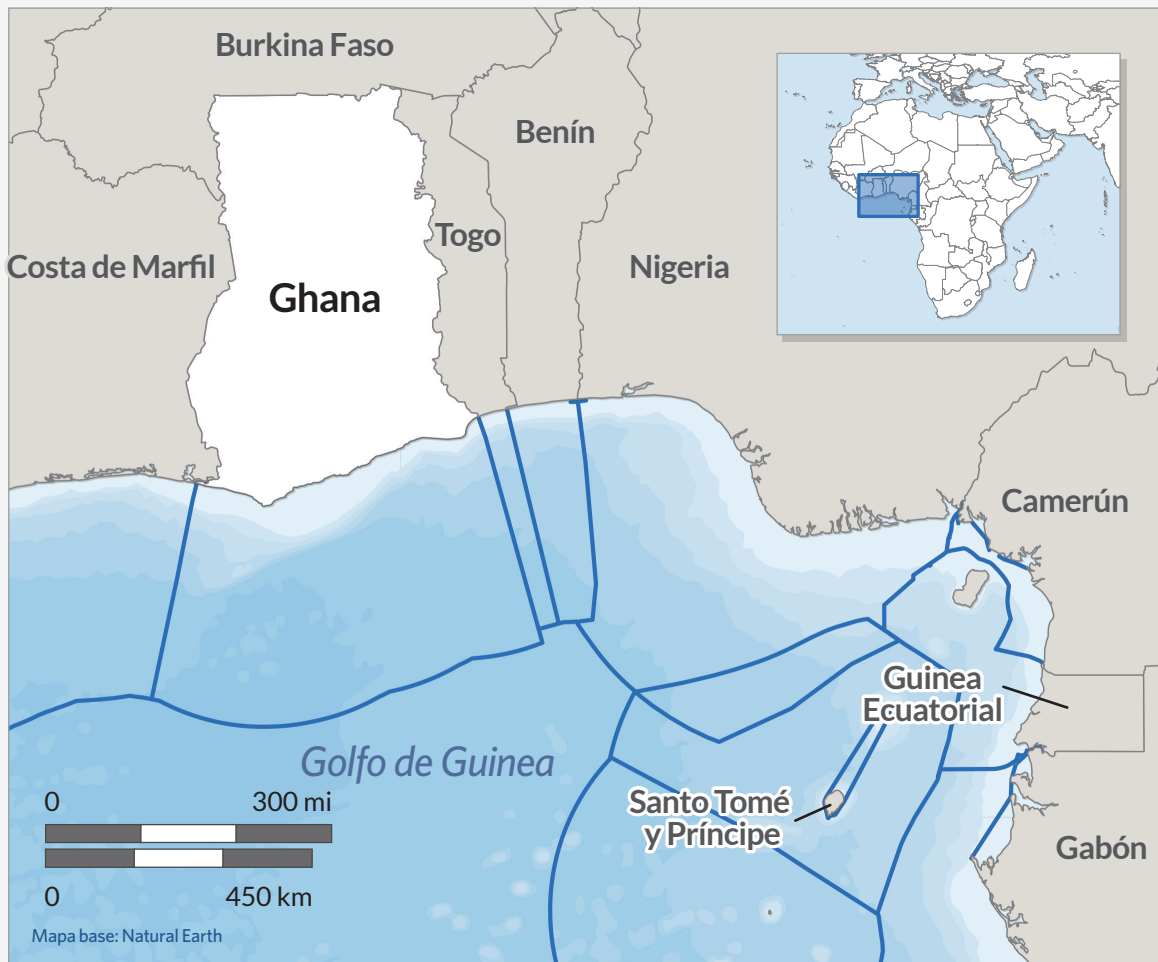 Burkina Faso
Benín
Togo
Costa de Marfil
Nigeria
Ghana
Camerún
Guinea
Ecuatorial
Golfo de Guinea
Santo Tomé
y Príncipe
Gabón
0 300 mi
0 450 km
Mapa base: Natural Earth